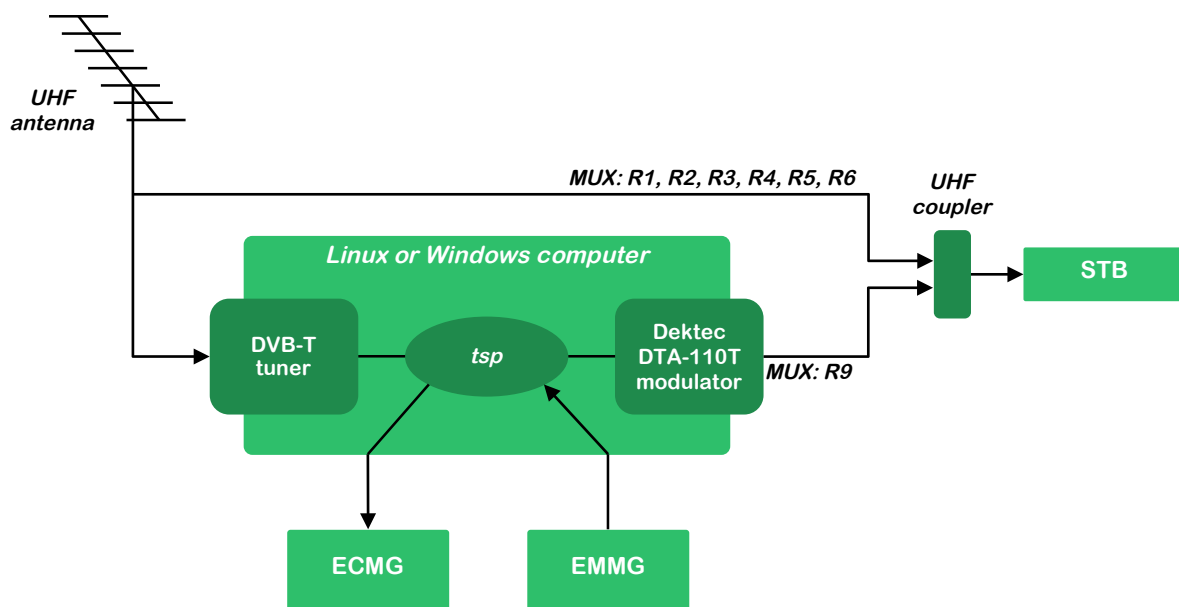 UHF
antenna
MUX: R1, R2, R3, R4, R5, R6
UHF
coupler
Linux or Windows computer
STB
DVB-T
tuner
tsp
Dektec
DTA-110T
modulator
MUX: R9
ECMG
EMMG